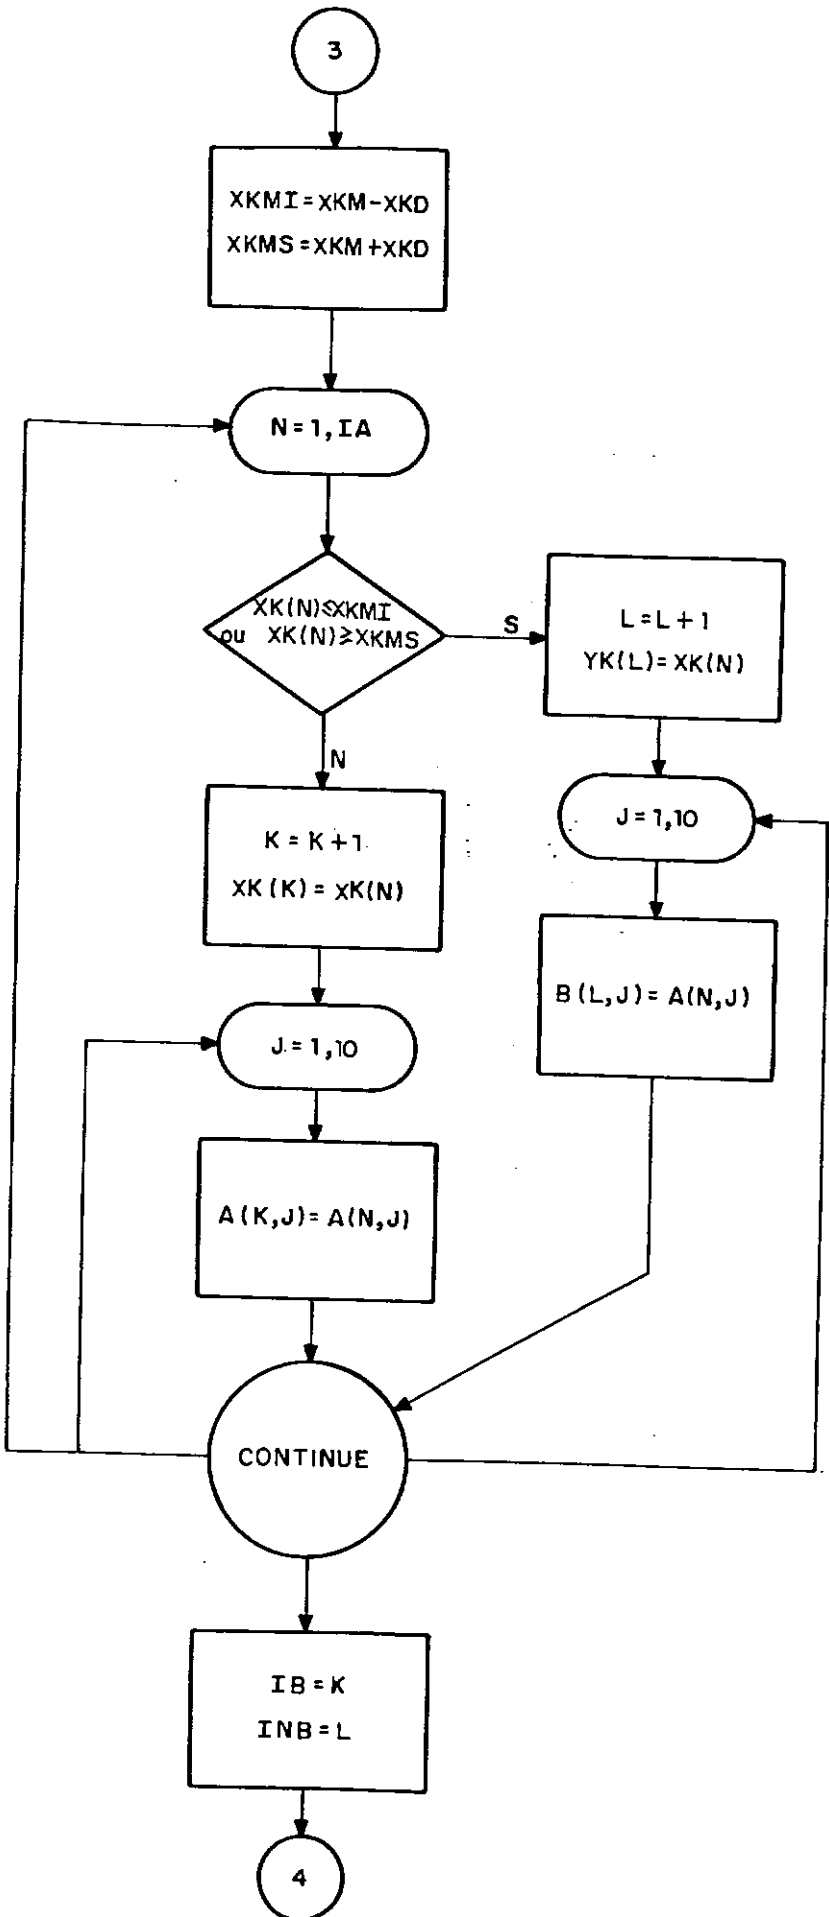 3
XKMI=XKM-XKD
XKMS=XKM+XKD
N=1,IA
XK(N)≤XKMI
ou XK(N)≥XKMS
S
L=L+1
YK(L)=XK(N)
N
J=1,10
K=K+1
XK(K)=XK(N)
B(L,J)=A(N,J)
J=1,10
A(K,J)=A(N,J)
CONTINUE
IB=K
INB=L
4